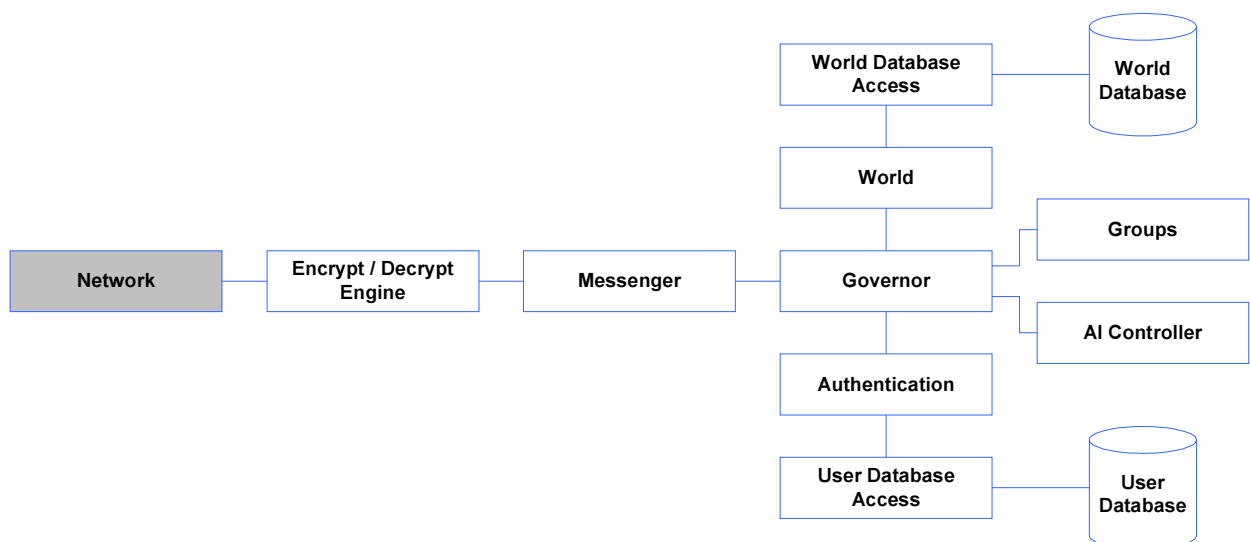 World Database
Access
World
Database
World
Groups
Network
Encrypt / Decrypt
Engine
Messenger
Governor
AI Controller
Authentication
User Database
Access
User
Database